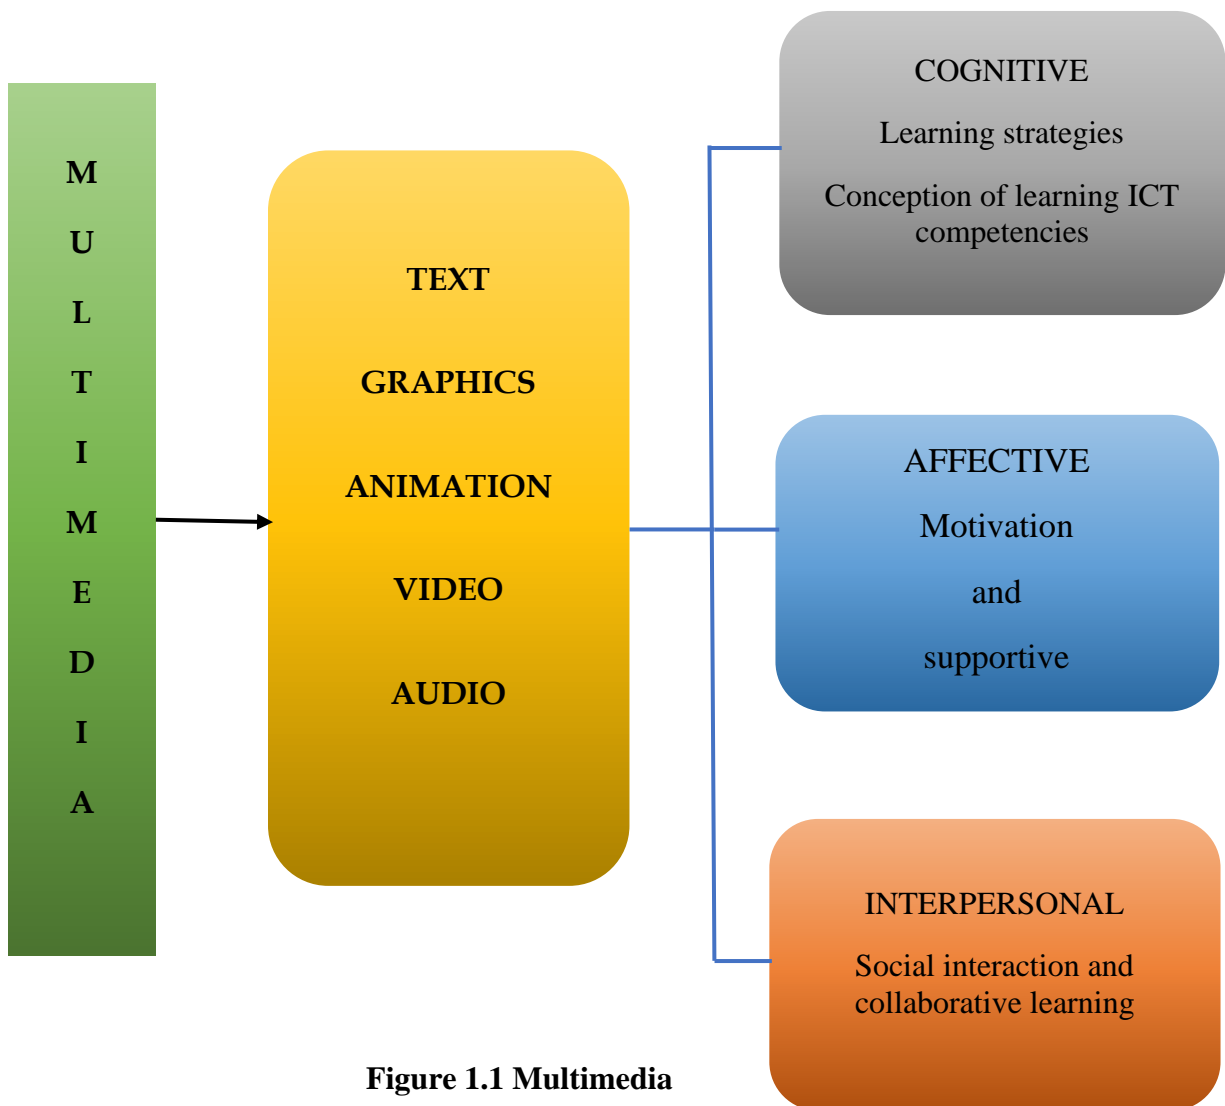 M
U
L
T
I
M
E
D
I
A
TEXT
GRAPHICS
ANIMATION
VIDEO
AUDIO
COGNITIVE
Learning strategies
Conception of learning ICT
competencies
AFFECTIVE
Motivation
and
supportive
INTERPERSONAL
Social interaction and
collaborative learning
Figure 1.1 Multimedia